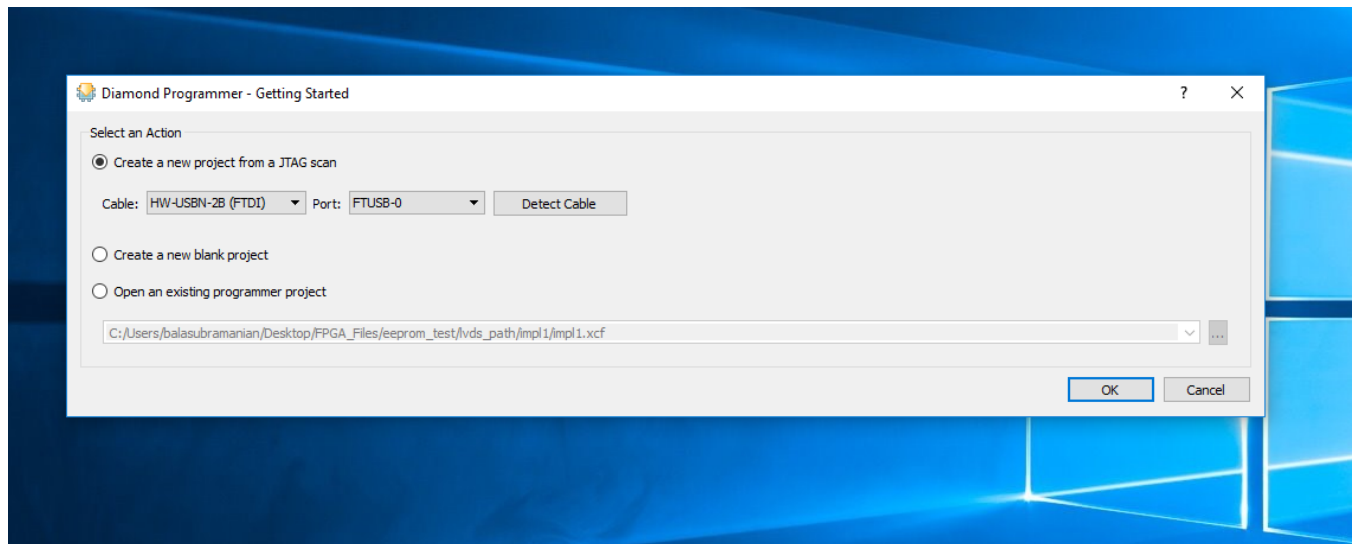 Diamond Programmer - Getting Started ?
Select an Action
Create a new project from a JTAG scan
Cable: HW-USBN-2B (FTDI) Port: FTUSB-0 Detect Cable
Create a new blank project
Open an existing programmer project
C:/Users/balasubramanian/Desktop/FPGA_Files/eeprom_test/lvds_path/impl1/impl1.xcf ...
OK Cancel